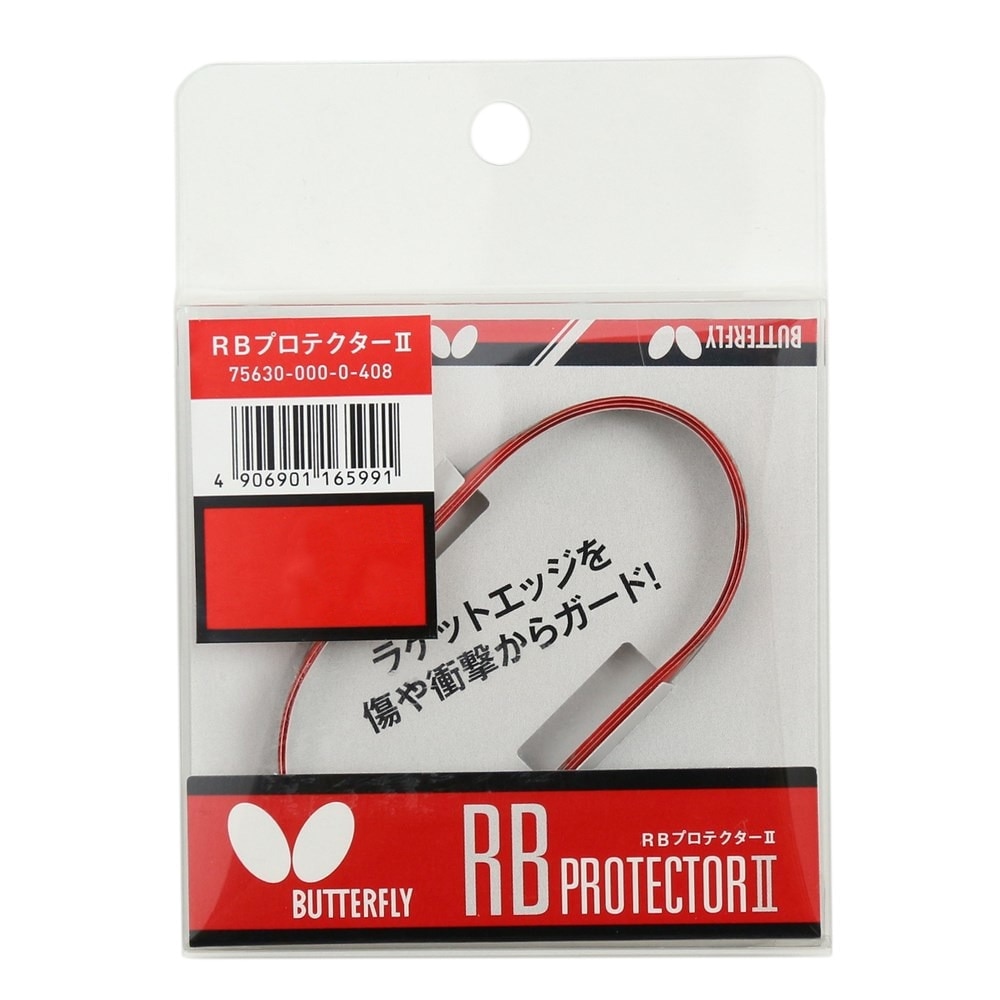 RBプロテクターⅡ
75630-000-0-408
4 906901 165991
BUTTERFLY
ラケットエッジを
傷や衝撃からガード!
BUTTERFLY
RBプロテクターⅡ
RB PROTECTORⅡ